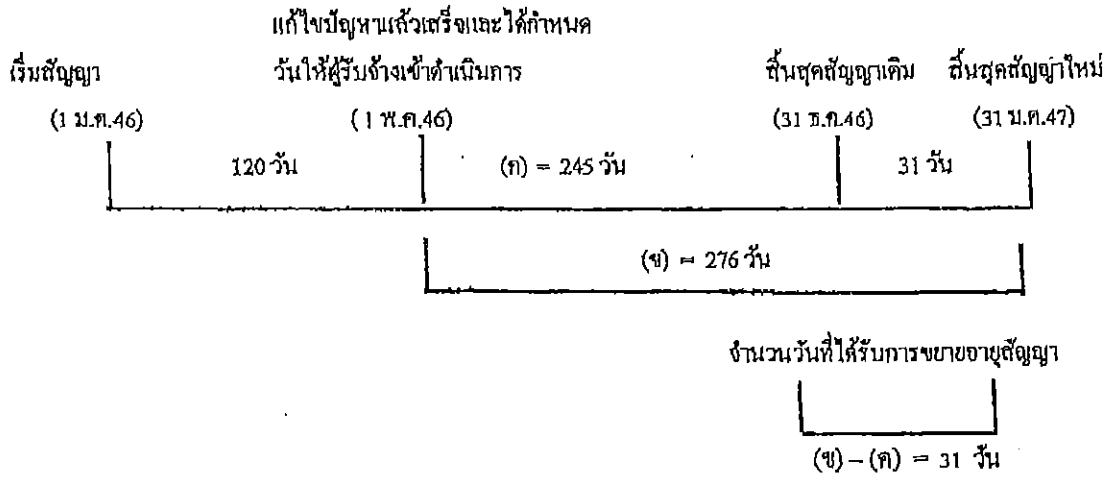 แก้ไขปัญหาแล้วเสร็จและได้กำหนด
เริ่มสัญญา วันให้ผู้รับจ้างเข้าดำเนินการ สิ้นสุดสัญญาเดิม สิ้นสุดสัญญาใหม่
(1 ม.ค.46) (1 พ.ค.46) (31 ธ.ค.46) (31 ม.ค.47)
120 วัน (ก) = 245 วัน 31 วัน
(ข) = 276 วัน
จำนวนวันที่ได้รับการขยายอายุสัญญา
(ข) – (ค) = 31 วัน